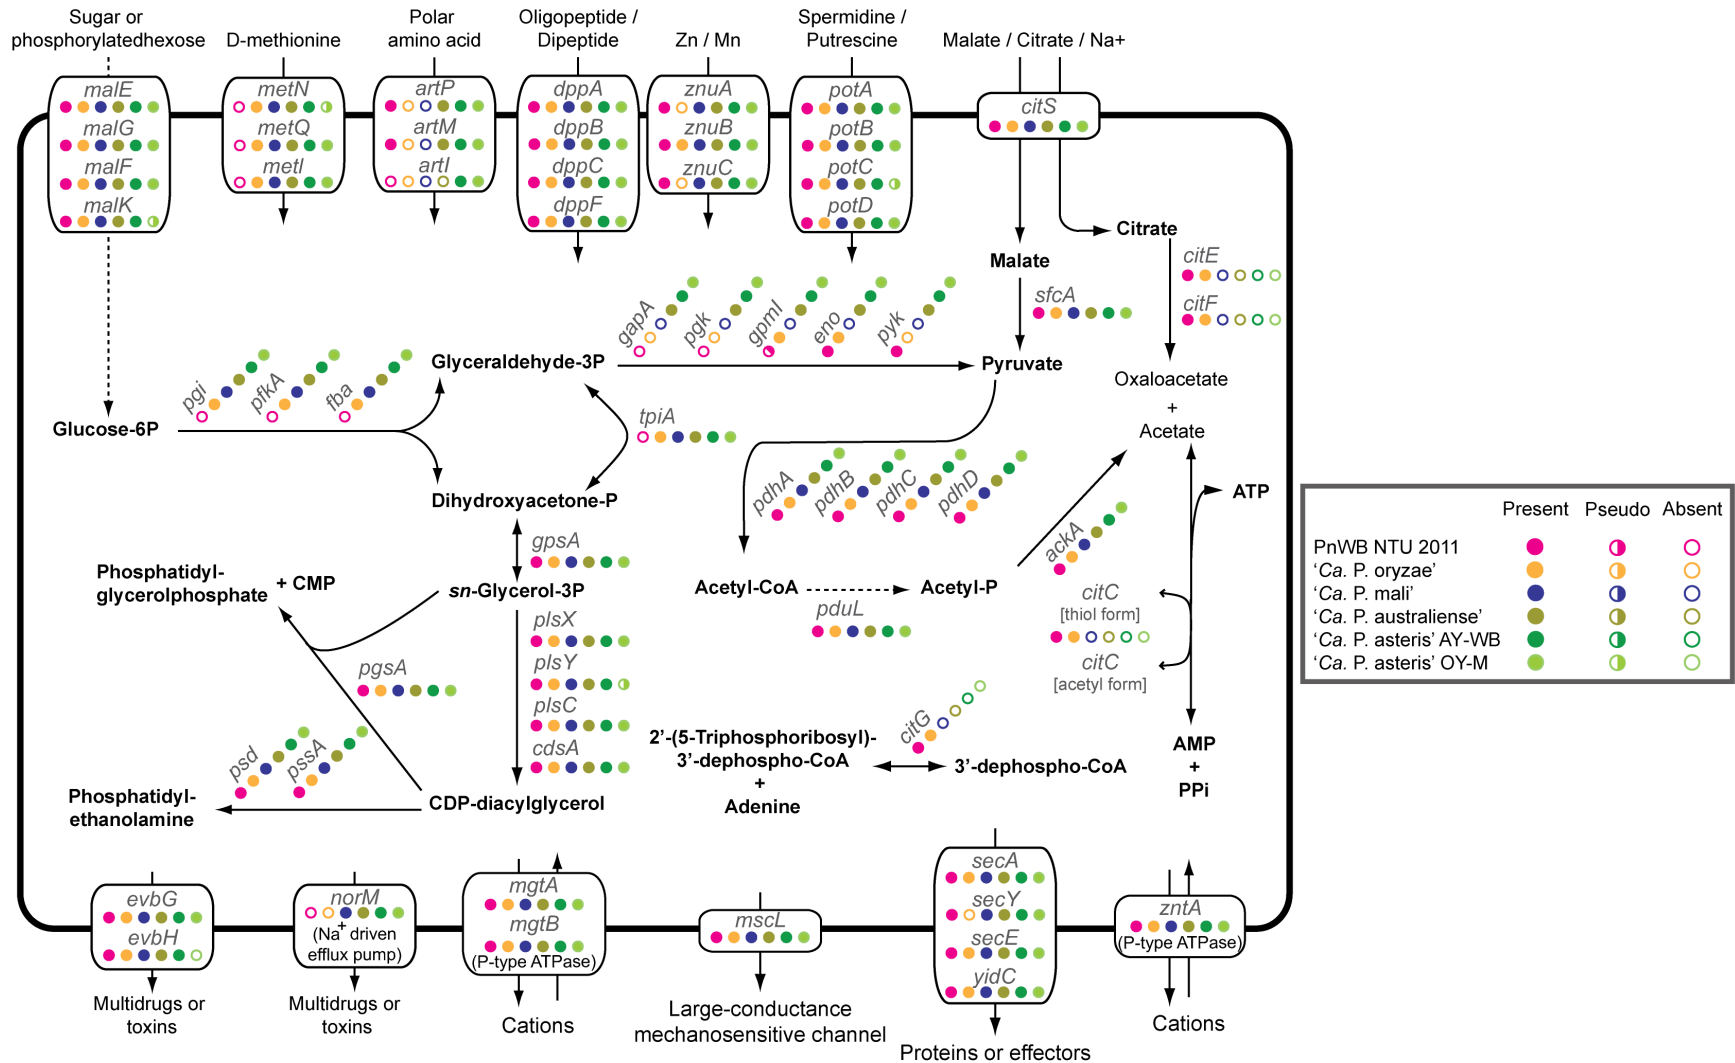 Sugar or
phosphorylatedhexose
D-methionine
Polar
amino acid
Oligopeptide /
Dipeptide
Zn / Mn
Spermidine /
Putrescine
Malate / Citrate / Na+
malE
malG
malF
malK
metN
metQ
metI
artP
artM
artI
dppA
dppB
dppC
dppF
znuA
znuB
znuC
potA
potB
potC
potD
citS
Citrate
Malate
citE
citF
sfcA
gapA
pgk
gpmI
eno
pyk
Glyceraldehyde-3P
Pyruvate
Oxaloacetate
+
Acetate
pgi
pfkA
fba
Glucose-6P
tpiA
pdhA
pdhB
pdhC
pdhD
Dihydroxyacetone-P
ATP
Present
Pseudo
Absent
PnWB NTU 2011
‘Ca. P. oryzae’
‘Ca. P. mali’
‘Ca. P. australiense’
‘Ca. P. asteris’ AY-WB
‘Ca. P. asteris’ OY-M
gpsA
ackA
Phosphatidyl-
glycerolphosphate
+ CMP
sn-Glycerol-3P
Acetyl-CoA
Acetyl-P
pduL
citC
[thiol form]
citC
[acetyl form]
plsX
plsY
plsC
cdsA
pgsA
psd
pssA
citG
2’-(5-Triphosphoribosyl)-
3’-dephospho-CoA
+
Adenine
3’-dephospho-CoA
AMP
+
PPi
Phosphatidyl-
ethanolamine
CDP-diacylglycerol
evbG
evbH
Multidrugs or
toxins
norM
(Na+ driven
efflux pump)
Multidrugs or
toxins
mgtA
mgtB
(P-type ATPase)
Cations
mscL
Large-conductance
mechanosensitive channel
secA
secY
secE
yidC
Proteins or effectors
zntA
(P-type ATPase)
Cations